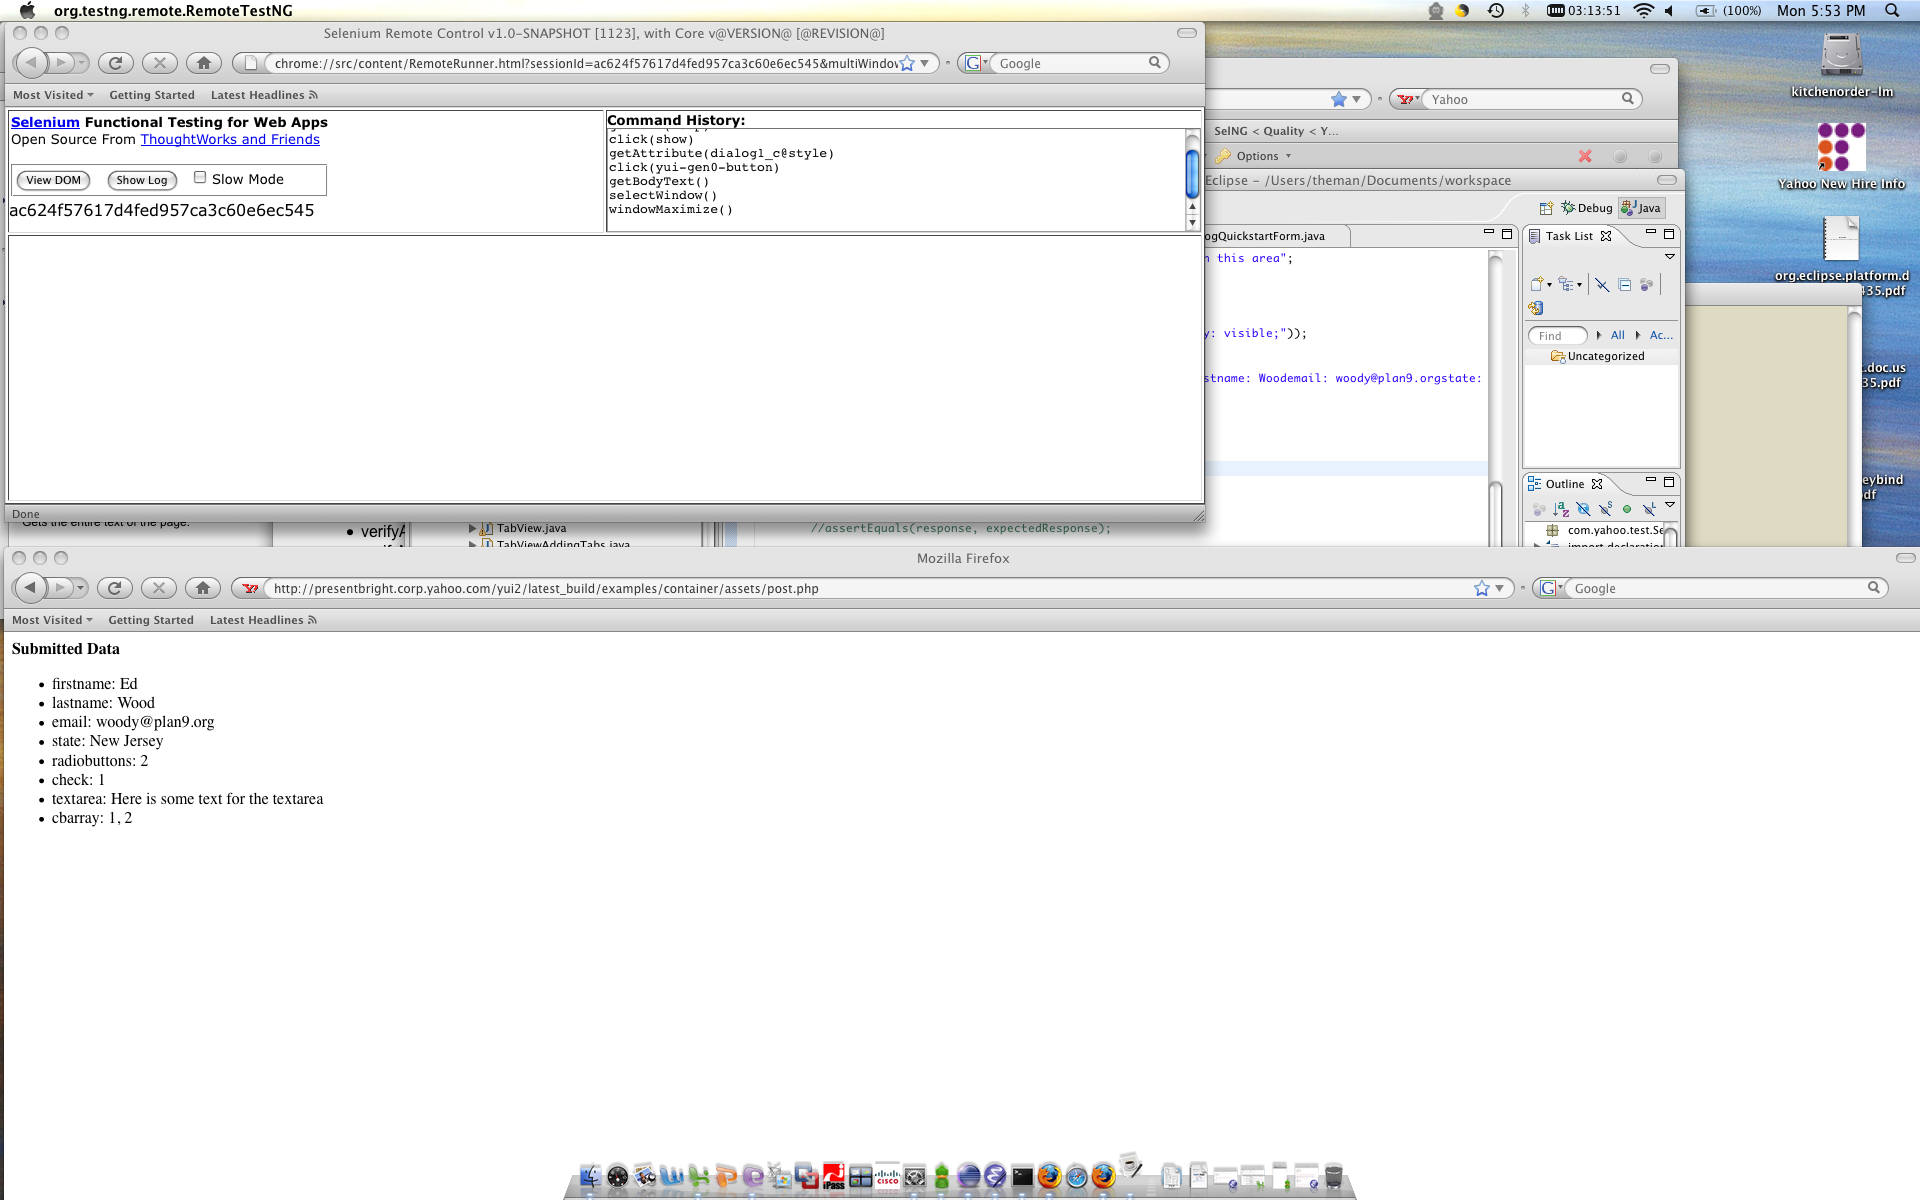 org.testng.remote.RemoteTestNG
03:13:51 (100%) Mon 5:53 PM
Selenium Remote Control v1.0-SNAPSHOT [1123], with Core v@VERSION@ [@REVISION@]
chrome://src/content/RemoteRunner.html?sessionId=ac624f57617d4fed957ca3c60e6ec545&multiWindow
Google
Most Visited Getting Started Latest Headlines
Selenium Functional Testing for Web Apps
Open Source From ThoughtWorks and Friends
View DOM Show Log Slow Mode
ac624f57617d4fed957ca3c60e6ec545
Command History:
click(show)
getAttribute(dialog1_c@style)
click(yui-gen0-button)
getBodyText()
selectWindow()
windowMaximize()
Done
Yahoo
SelNG < Quality < Y...
Options
Eclipse - /Users/theman/Documents/workspace
Debug Java
ogQuickstartForm.java
Task List
n this area";
y: visible;"));
stname: Woodemail: woody@plan9.orgstate:
Find All Ac...
Uncategorized
Outline
com.yahoo.test.Se
import declaration
kitchenorder-lm
Yahoo New Hire Info
org.eclipse.platform.d
435.pdf
t.doc.us
35.pdf
eybind
df
Gets the entire text of the page.
verifyA
TabView.java
TabViewAddingTabs.java
//assertEquals(response, expectedResponse);
Mozilla Firefox
http://presentbright.corp.yahoo.com/yui2/latest_build/examples/container/assets/post.php
Google
Most Visited Getting Started Latest Headlines
Submitted Data
firstname: Ed
lastname: Wood
email: woody@plan9.org
state: New Jersey
radiobuttons: 2
check: 1
textarea: Here is some text for the textarea
cbarray: 1, 2
iPass
CISCO